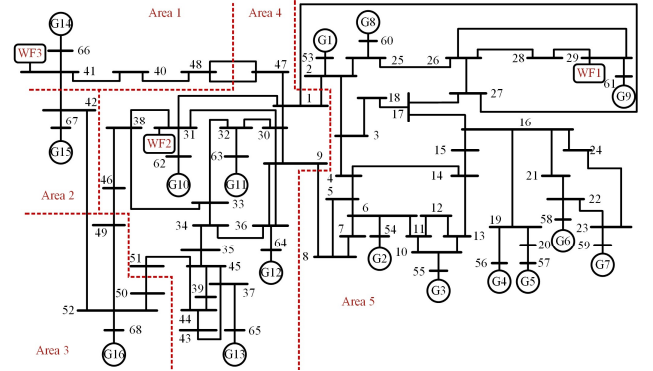 Area 1
Area 4
G14
G8
G1
66
60
53
WF3
41
40
48
47
2
25
26
28
29
WF1
61
G9
27
42
38
31
32
30
1
18
17
16
67
WF2
3
15
24
G15
62
63
9
G10
G11
4
14
21
46
5
Area 2
33
6
12
22
34
36
54
11
13
19
58
23
49
7
10
20
G6
59
8
G2
35
64
56
57
G7
51
45
G12
55
G4
G5
50
39
37
G3
52
44
Area 5
68
43
65
Area 3
G16
G13